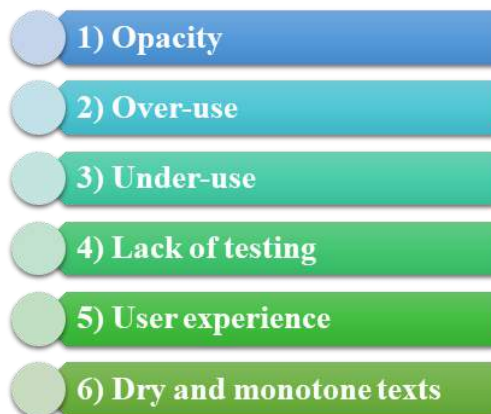 1) Opacity
2) Over-use
3) Under-use
4) Lack of testing
5) User experience
6) Dry and monotone texts